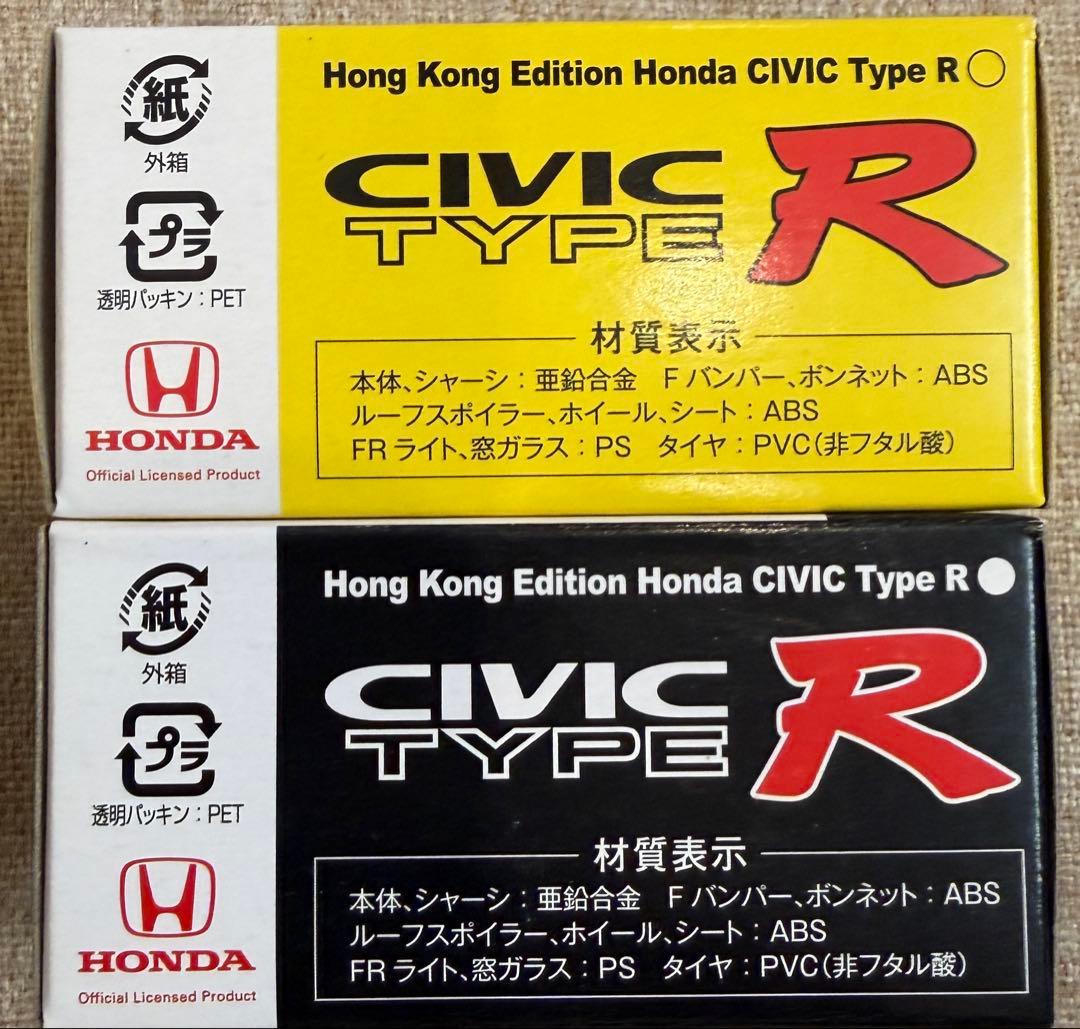 紙
外箱
プラ
透明パッキン：PET
HONDA
Official Licensed Product
Hong Kong Edition Honda CIVIC Type R ○
CIVIC
TYPE R
材質表示
本体、シャーシ：亜鉛合金　Fバンパー、ボンネット：ABS
ルーフスポイラー、ホイール、シート：ABS
FRライト、窓ガラス：PS　タイヤ：PVC（非フタル酸）
紙
外箱
プラ
透明パッキン：PET
HONDA
Official Licensed Product
Hong Kong Edition Honda CIVIC Type R ●
CIVIC
TYPE R
材質表示
本体、シャーシ：亜鉛合金　Fバンパー、ボンネット：ABS
ルーフスポイラー、ホイール、シート：ABS
FRライト、窓ガラス：PS　タイヤ：PVC（非フタル酸）